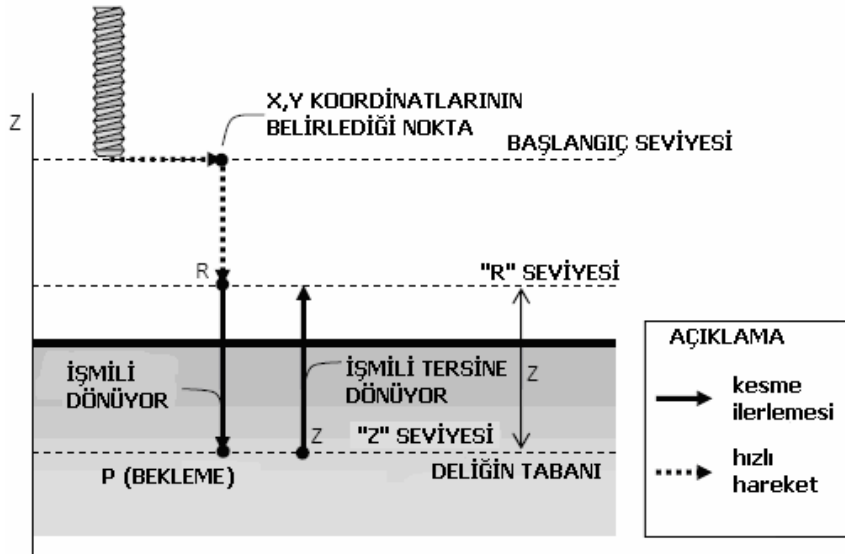 Z
X,Y KOORDİNATLARININ
BELİRLEDİĞİ NOKTA
BAŞLANGIÇ SEVİYESİ
R
"R" SEVİYESİ
İŞMİLİ
DÖNÜYOR
İŞMİLİ TERSİNE
DÖNÜYOR
Z
Z
"Z" SEVİYESİ
P (BEKLEME)
DELİĞİN TABANI
AÇIKLAMA
kesme
ilerlemesi
hızlı
hareket